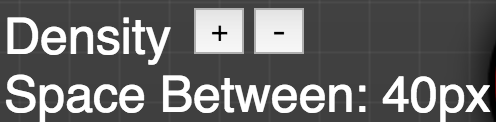 Density + -
Space Between: 40px